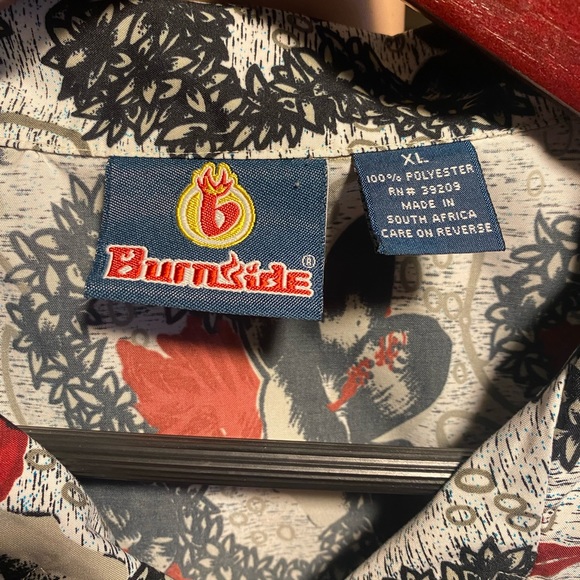 b
BurnSide ®
XL
100% POLYESTER
RN# 39209
MADE IN
SOUTH AFRICA
CARE ON REVERSE